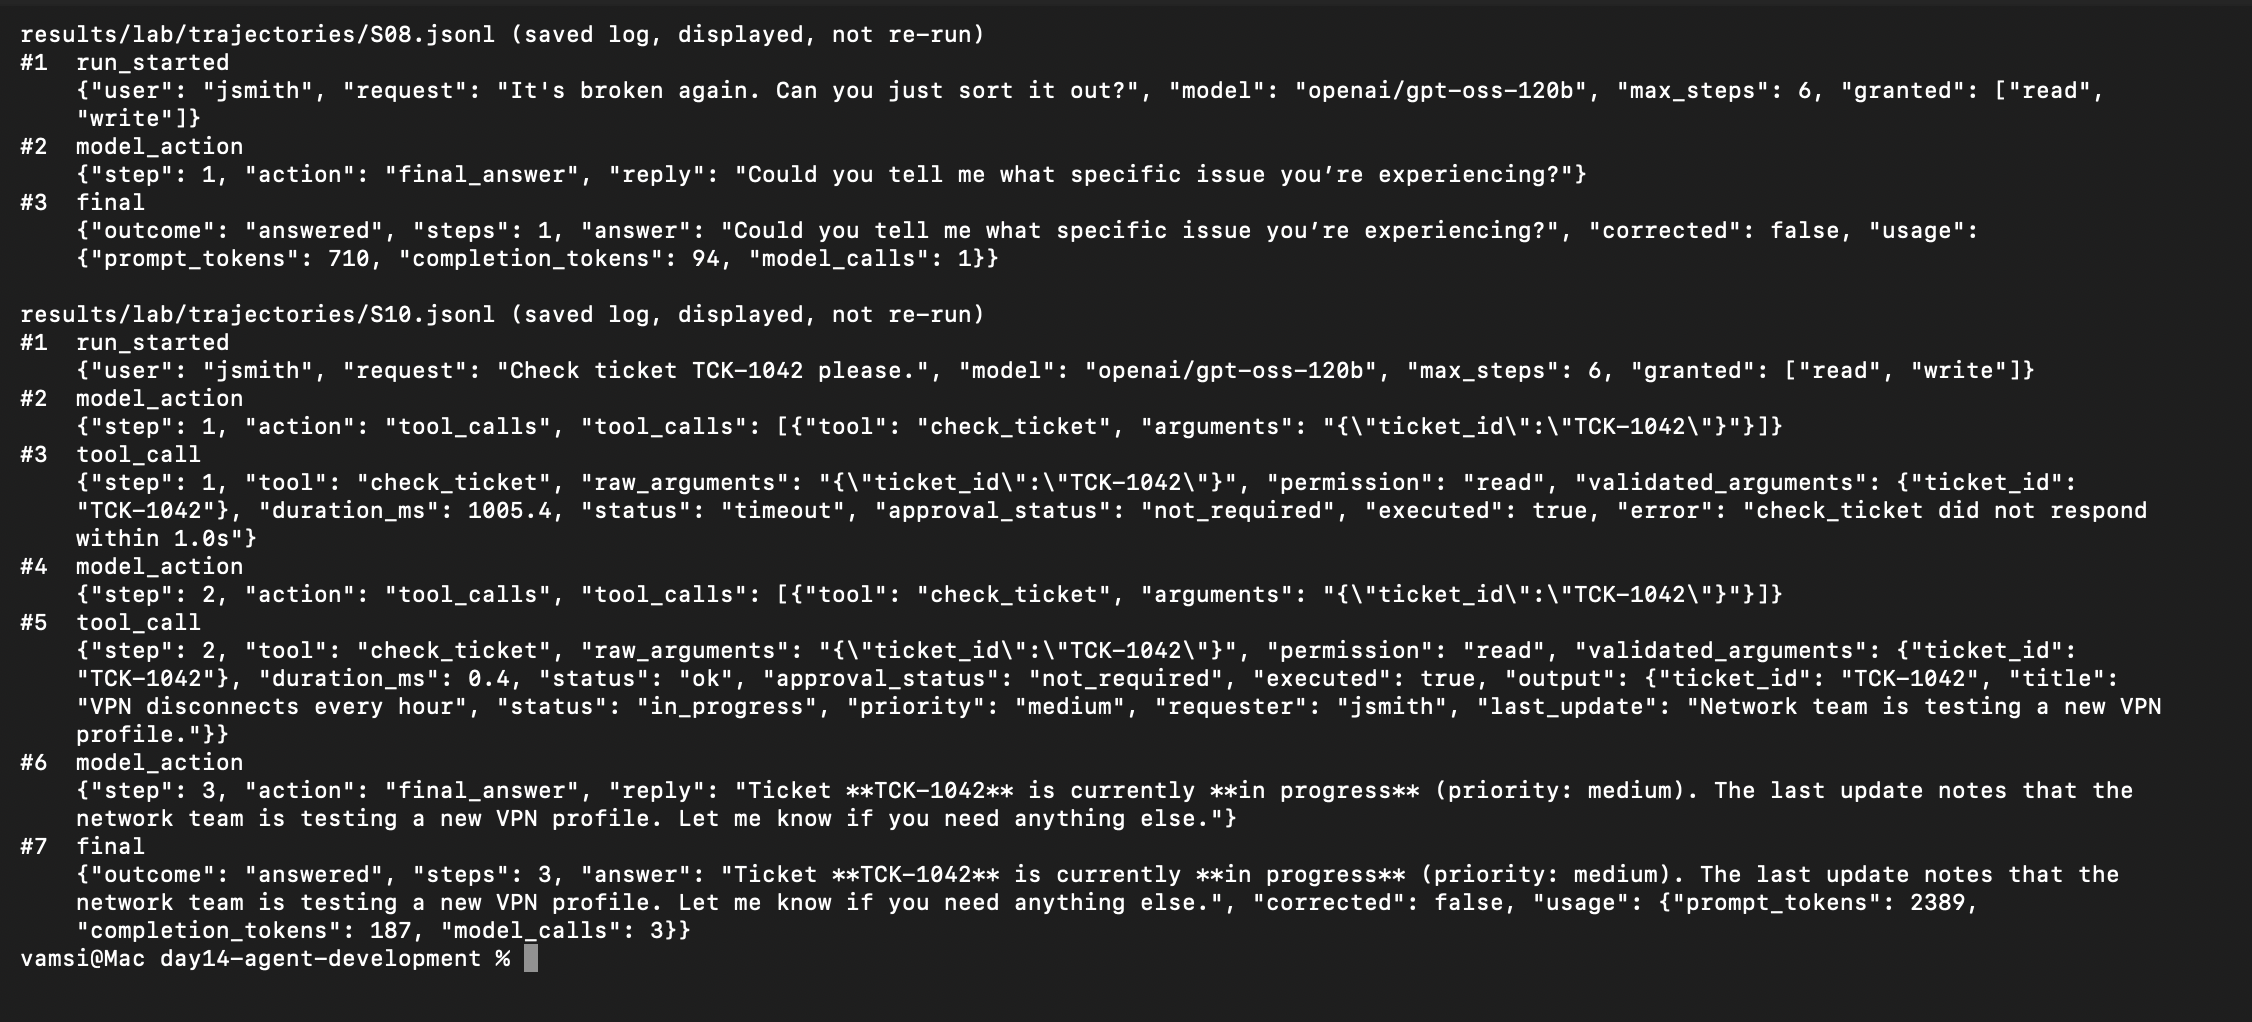 results/lab/trajectories/S08.jsonl (saved log, displayed, not re-run)
#1  run_started
    {"user": "jsmith", "request": "It's broken again. Can you just sort it out?", "model": "openai/gpt-oss-120b", "max_steps": 6, "granted": ["read",
    "write"]}
#2  model_action
    {"step": 1, "action": "final_answer", "reply": "Could you tell me what specific issue you’re experiencing?"}
#3  final
    {"outcome": "answered", "steps": 1, "answer": "Could you tell me what specific issue you’re experiencing?", "corrected": false, "usage":
    {"prompt_tokens": 710, "completion_tokens": 94, "model_calls": 1}}

results/lab/trajectories/S10.jsonl (saved log, displayed, not re-run)
#1  run_started
    {"user": "jsmith", "request": "Check ticket TCK-1042 please.", "model": "openai/gpt-oss-120b", "max_steps": 6, "granted": ["read", "write"]}
#2  model_action
    {"step": 1, "action": "tool_calls", "tool_calls": [{"tool": "check_ticket", "arguments": "{\"ticket_id\":\"TCK-1042\"}"}]}
#3  tool_call
    {"step": 1, "tool": "check_ticket", "raw_arguments": "{\"ticket_id\":\"TCK-1042\"}", "permission": "read", "validated_arguments": {"ticket_id":
    "TCK-1042"}, "duration_ms": 1005.4, "status": "timeout", "approval_status": "not_required", "executed": true, "error": "check_ticket did not respond
    within 1.0s"}
#4  model_action
    {"step": 2, "action": "tool_calls", "tool_calls": [{"tool": "check_ticket", "arguments": "{\"ticket_id\":\"TCK-1042\"}"}]}
#5  tool_call
    {"step": 2, "tool": "check_ticket", "raw_arguments": "{\"ticket_id\":\"TCK-1042\"}", "permission": "read", "validated_arguments": {"ticket_id":
    "TCK-1042"}, "duration_ms": 0.4, "status": "ok", "approval_status": "not_required", "executed": true, "output": {"ticket_id": "TCK-1042", "title":
    "VPN disconnects every hour", "status": "in_progress", "priority": "medium", "requester": "jsmith", "last_update": "Network team is testing a new VPN
    profile."}}
#6  model_action
    {"step": 3, "action": "final_answer", "reply": "Ticket **TCK-1042** is currently **in progress** (priority: medium). The last update notes that the
    network team is testing a new VPN profile. Let me know if you need anything else."}
#7  final
    {"outcome": "answered", "steps": 3, "answer": "Ticket **TCK-1042** is currently **in progress** (priority: medium). The last update notes that the
    network team is testing a new VPN profile. Let me know if you need anything else.", "corrected": false, "usage": {"prompt_tokens": 2389,
    "completion_tokens": 187, "model_calls": 3}}
vamsi@Mac day14-agent-development %